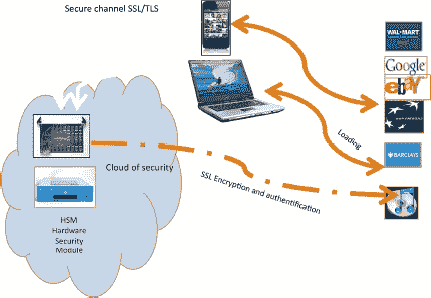 Secure channel SSL/TLS
WAL-MART
Google
ebaY
BARCLAYS
Loading
Cloud of security
SSL Encryption and authentification
HSM
Hardware
Security
Module